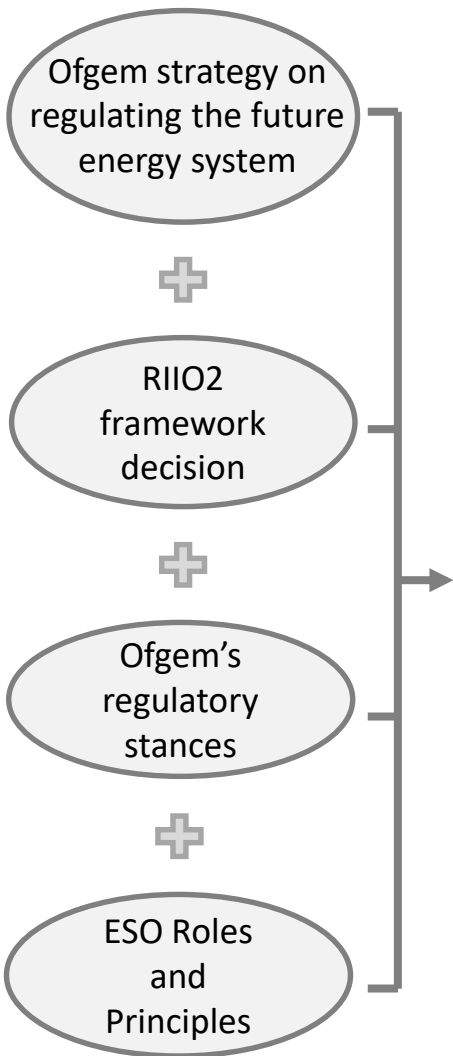 Ofgem strategy on
regulating the future
energy system
RIIO2
framework
decision
Ofgem’s
regulatory
stances
ESO Roles
and
Principles